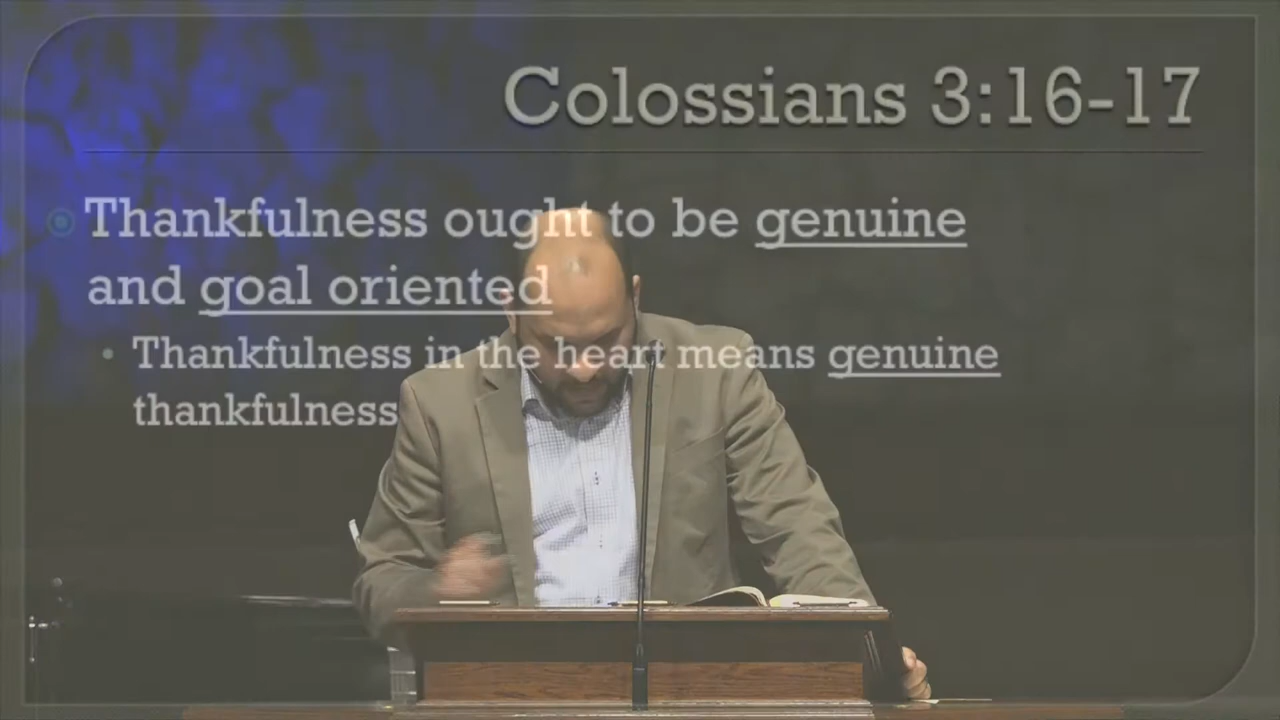 Colossians 3:16-17
Thankfulness ought to be genuine
and goal oriented
Thankfulness in the heart means genuine
thankfulness